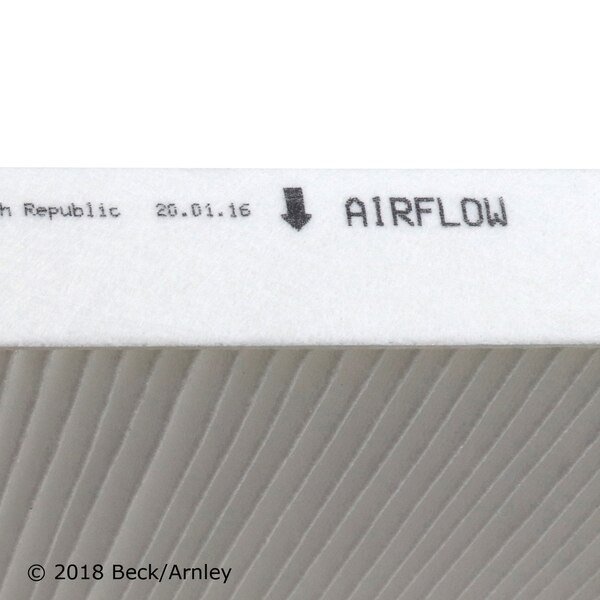 h Republic 20.01.16 AIRFLOW
© 2018 Beck/Arnley